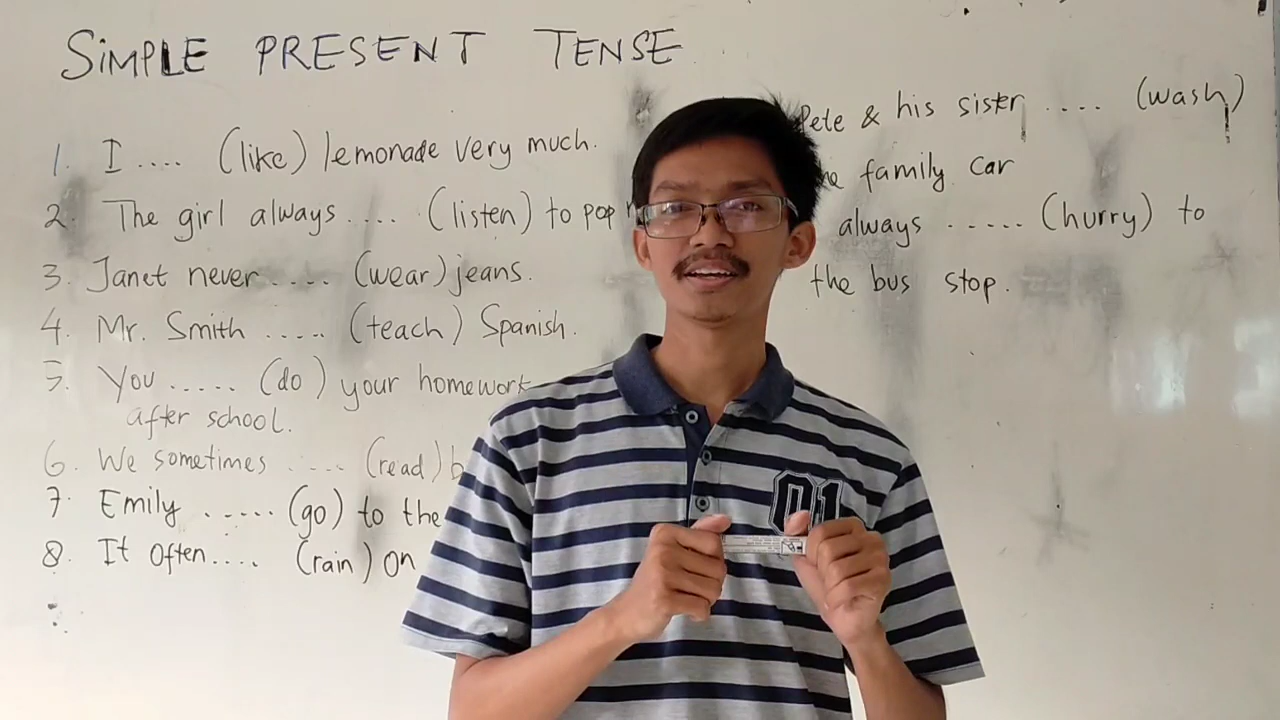 SiMPLE PRESENT TENSE
1. I .... (like) lemonade very much.
2. The girl always .... (listen) to pop
3. Janet never .... (wear) jeans.
4. Mr. Smith ..... (teach) Spanish.
5. You ..... (do) your homework
after school.
6. We sometimes .... (read)
7. Emily ..... (go) to the
8. It often.... (rain) on
Pete & his sister .... (wash)
family car
always ..... (hurry) to
the bus stop.
01